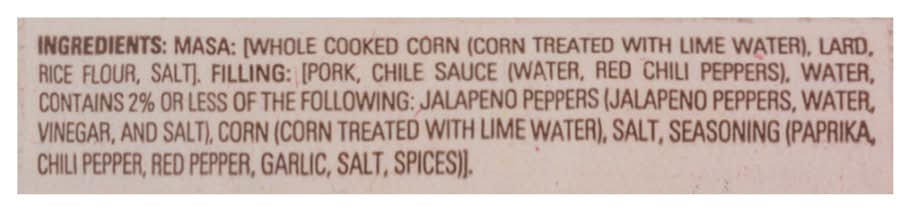 INGREDIENTS: MASA: [WHOLE COOKED CORN (CORN TREATED WITH LIME WATER), LARD,
RICE FLOUR, SALT]. FILLING: [PORK, CHILE SAUCE (WATER, RED CHILI PEPPERS), WATER,
CONTAINS 2% OR LESS OF THE FOLLOWING: JALAPENO PEPPERS (JALAPENO PEPPERS, WATER,
VINEGAR, AND SALT), CORN (CORN TREATED WITH LIME WATER), SALT, SEASONING (PAPRIKA,
CHILI PEPPER, RED PEPPER, GARLIC, SALT, SPICES)].